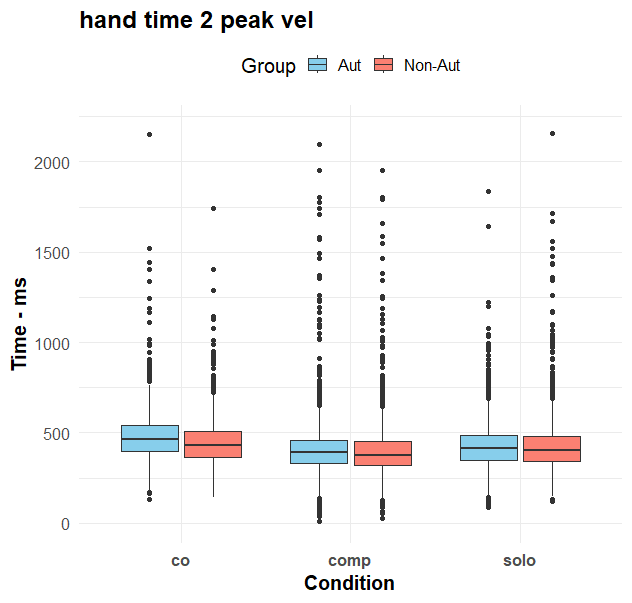 hand time 2 peak vel
Group Aut Non-Aut
2000
1500
1000
500
0
Time - ms
co comp solo
Condition